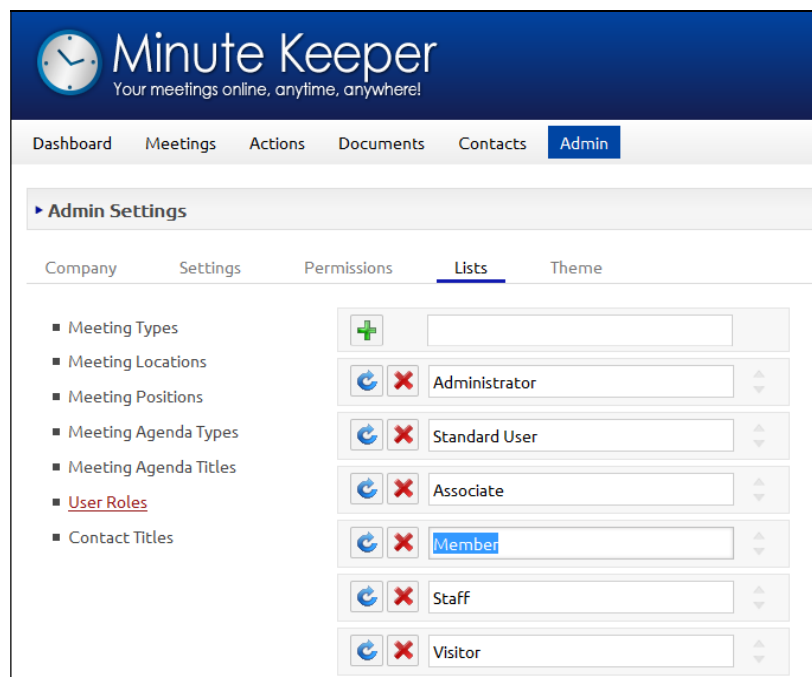 Minute Keeper
Your meetings online, anytime, anywhere!
Dashboard Meetings Actions Documents Contacts Admin
Admin Settings
Company Settings Permissions Lists Theme
Meeting Types
Meeting Locations
Meeting Positions
Meeting Agenda Types
Meeting Agenda Titles
User Roles
Contact Titles
Administrator
Standard User
Associate
Member
Staff
Visitor